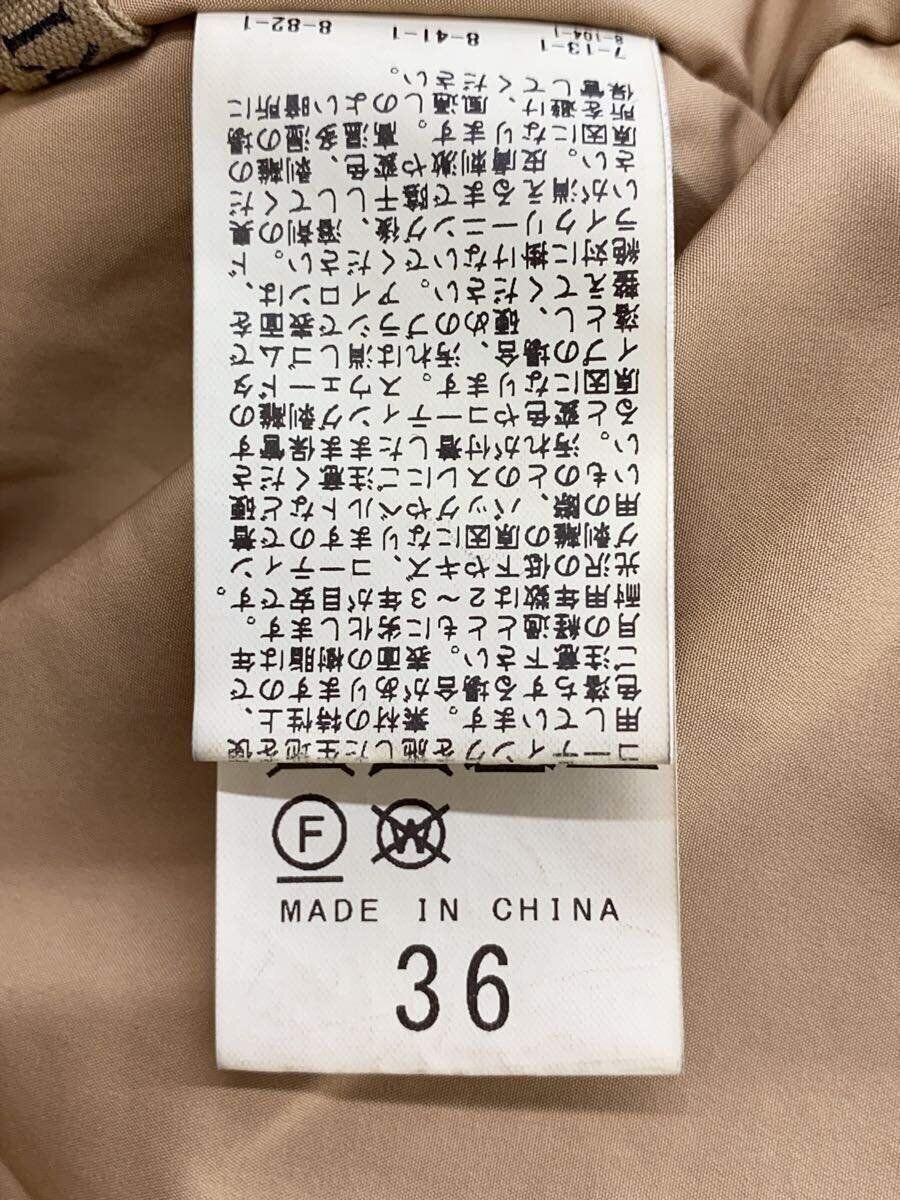 コーティングを施した生地を使
用しています。素材の特性上、
色落ちする場合がありますので
ご注意下さい。表面の樹脂は年
月の経過とともに劣化します。
耐用年数は2～3年が目安です。
光沢の低下やキズ、コーティン
グ剥離の原因になりますので着
用の際、バッグやベルトなど硬
いものとのスレにご注意くださ
い。汚れが付着したまま保管す
ると変色やコーティング剥離の
原因になります。スウェードタ
イプの場合、汚れは消しゴムで
落とし、硬めのブラシで表面を
整えてください。アイロンは、
絶対に掛けないでください。ド
ライクリーニング後、溶剤の臭
いが消えるまで陰干ししてくだ
さい。皮膚刺激や変色、剥離の
原因になります。高温多湿の場
所を避け、風通しのよい暗所に
保管してください。
7-13-1 8-41-1 8-82-1
8-104-1
F W
MADE IN CHINA
36